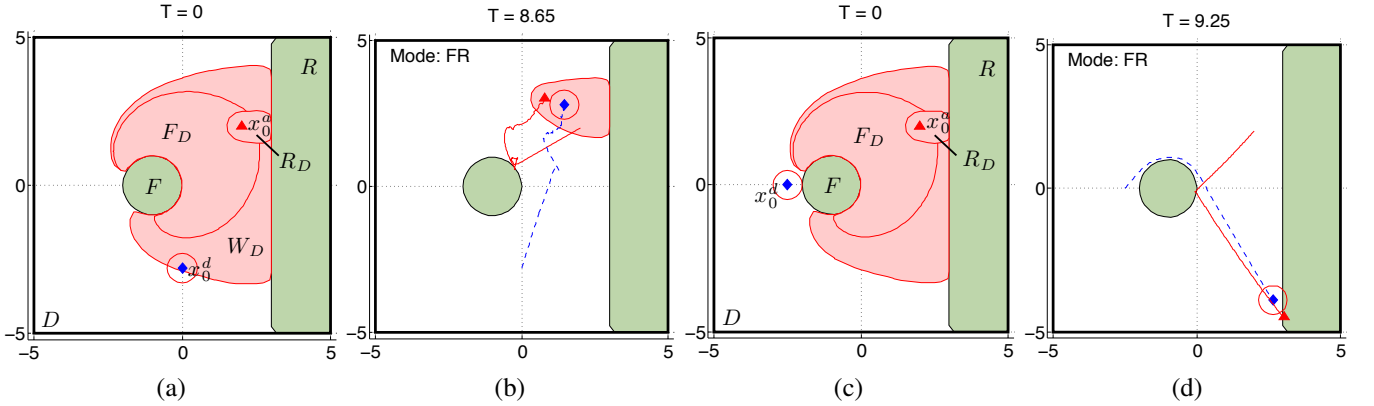 T = 0
5
0
−5
−5
0
5
R
F_D
x_0^a
R_D
F
W_D
x_0^d
D
(a)
T = 8.65
Mode: FR
5
0
−5
−5
0
5
(b)
T = 0
5
0
−5
−5
0
5
R
F_D
x_0^a
R_D
F
x_0^d
D
(c)
T = 9.25
Mode: FR
5
0
−5
−5
0
5
(d)